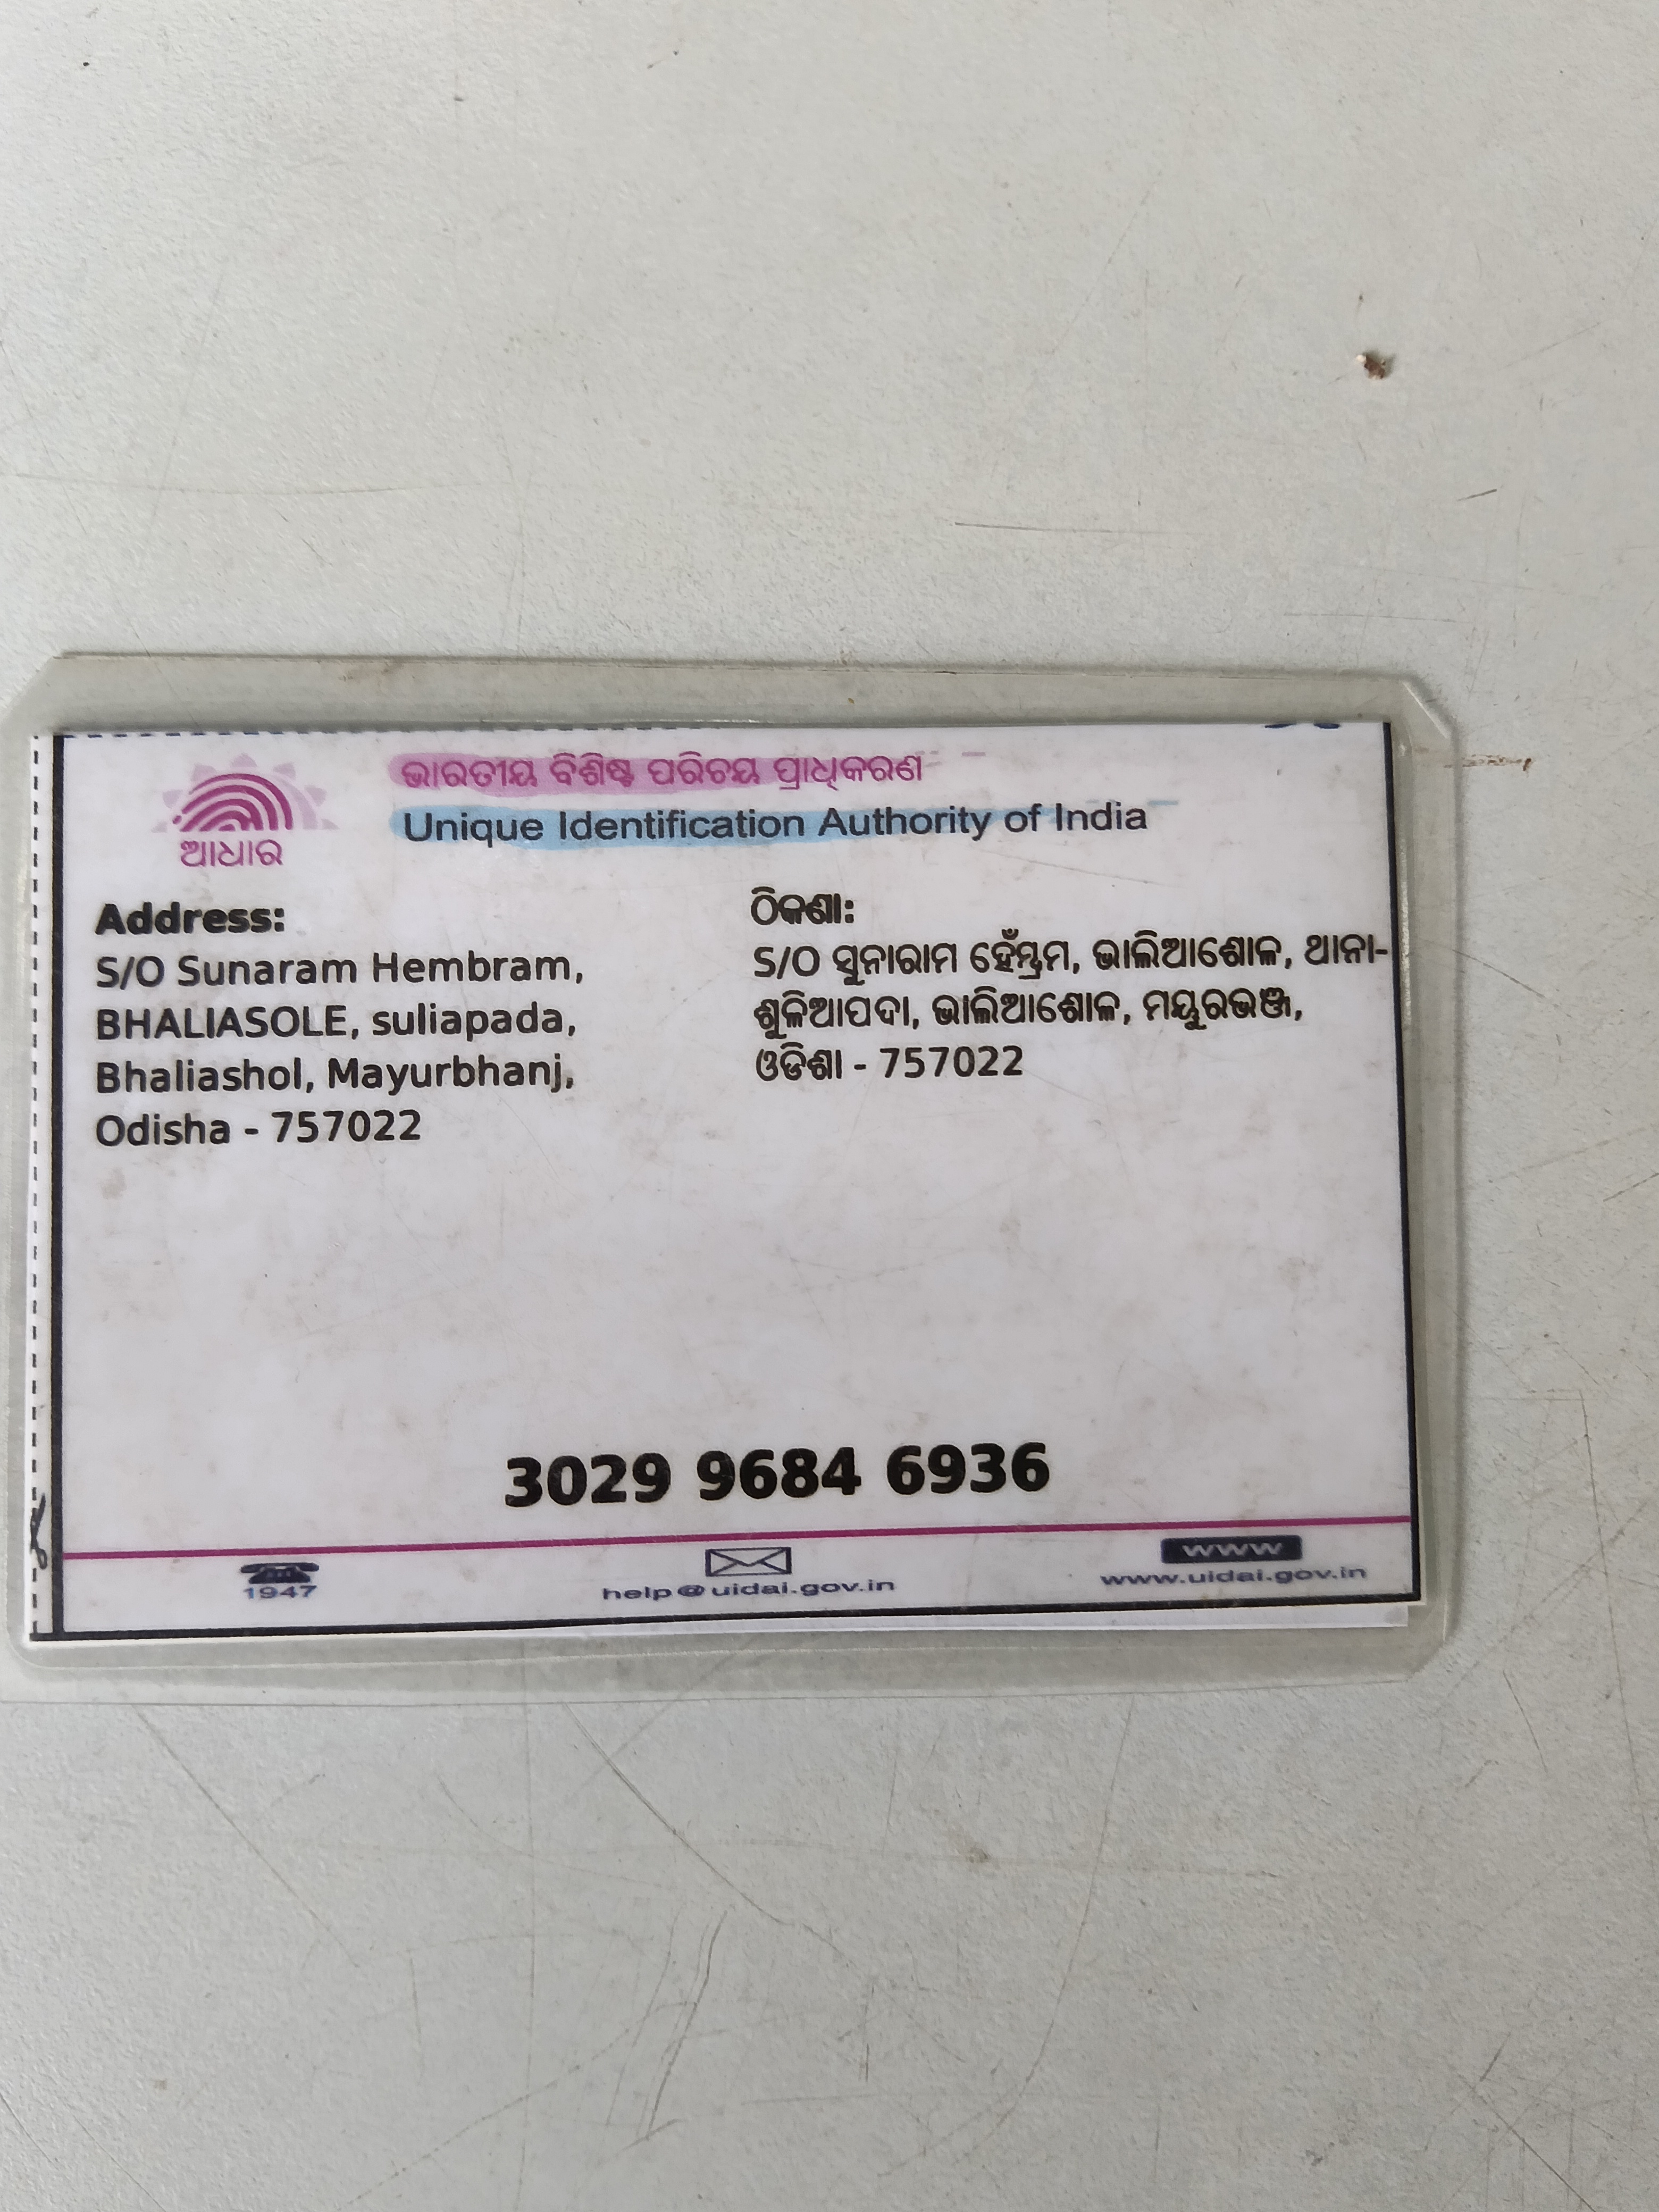 ଭାରତୀୟ ବିଶିଷ୍ଟ ପରିଚୟ ପ୍ରାଧିକରଣ
Unique Identification Authority of India
ଆଧାର
Address:
S/O Sunaram Hembram,
BHALIASOLE, suliapada,
Bhaliashol, Mayurbhanj,
Odisha - 757022
ଠିକଣା:
S/O ସୁନାରାମ ହେଁମ୍ବ୍ରମ, ଭାଲିଆଶୋଳ, ଥାନା-
ଶୁଳିଆପଦା, ଭାଲିଆଶୋଳ, ମୟୁରଭଞ୍ଜ,
ଓଡିଶା - 757022
3029 9684 6936
1947
help@uidai.gov.in
www
www.uidai.gov.in